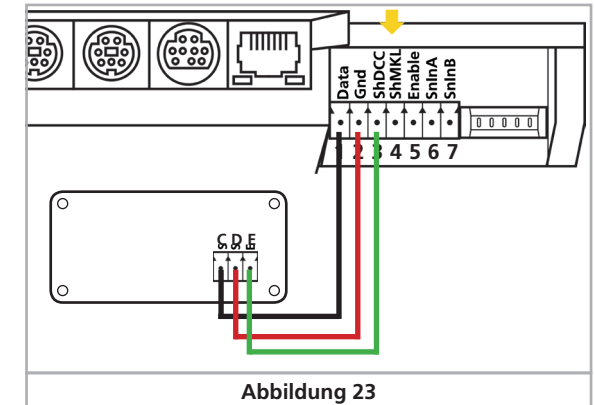 Data
Gnd
ShDCC
ShMKL
Enable
SnInA
SnInB
1 2 3 4 5 6 7
C D E
Abbildung 23